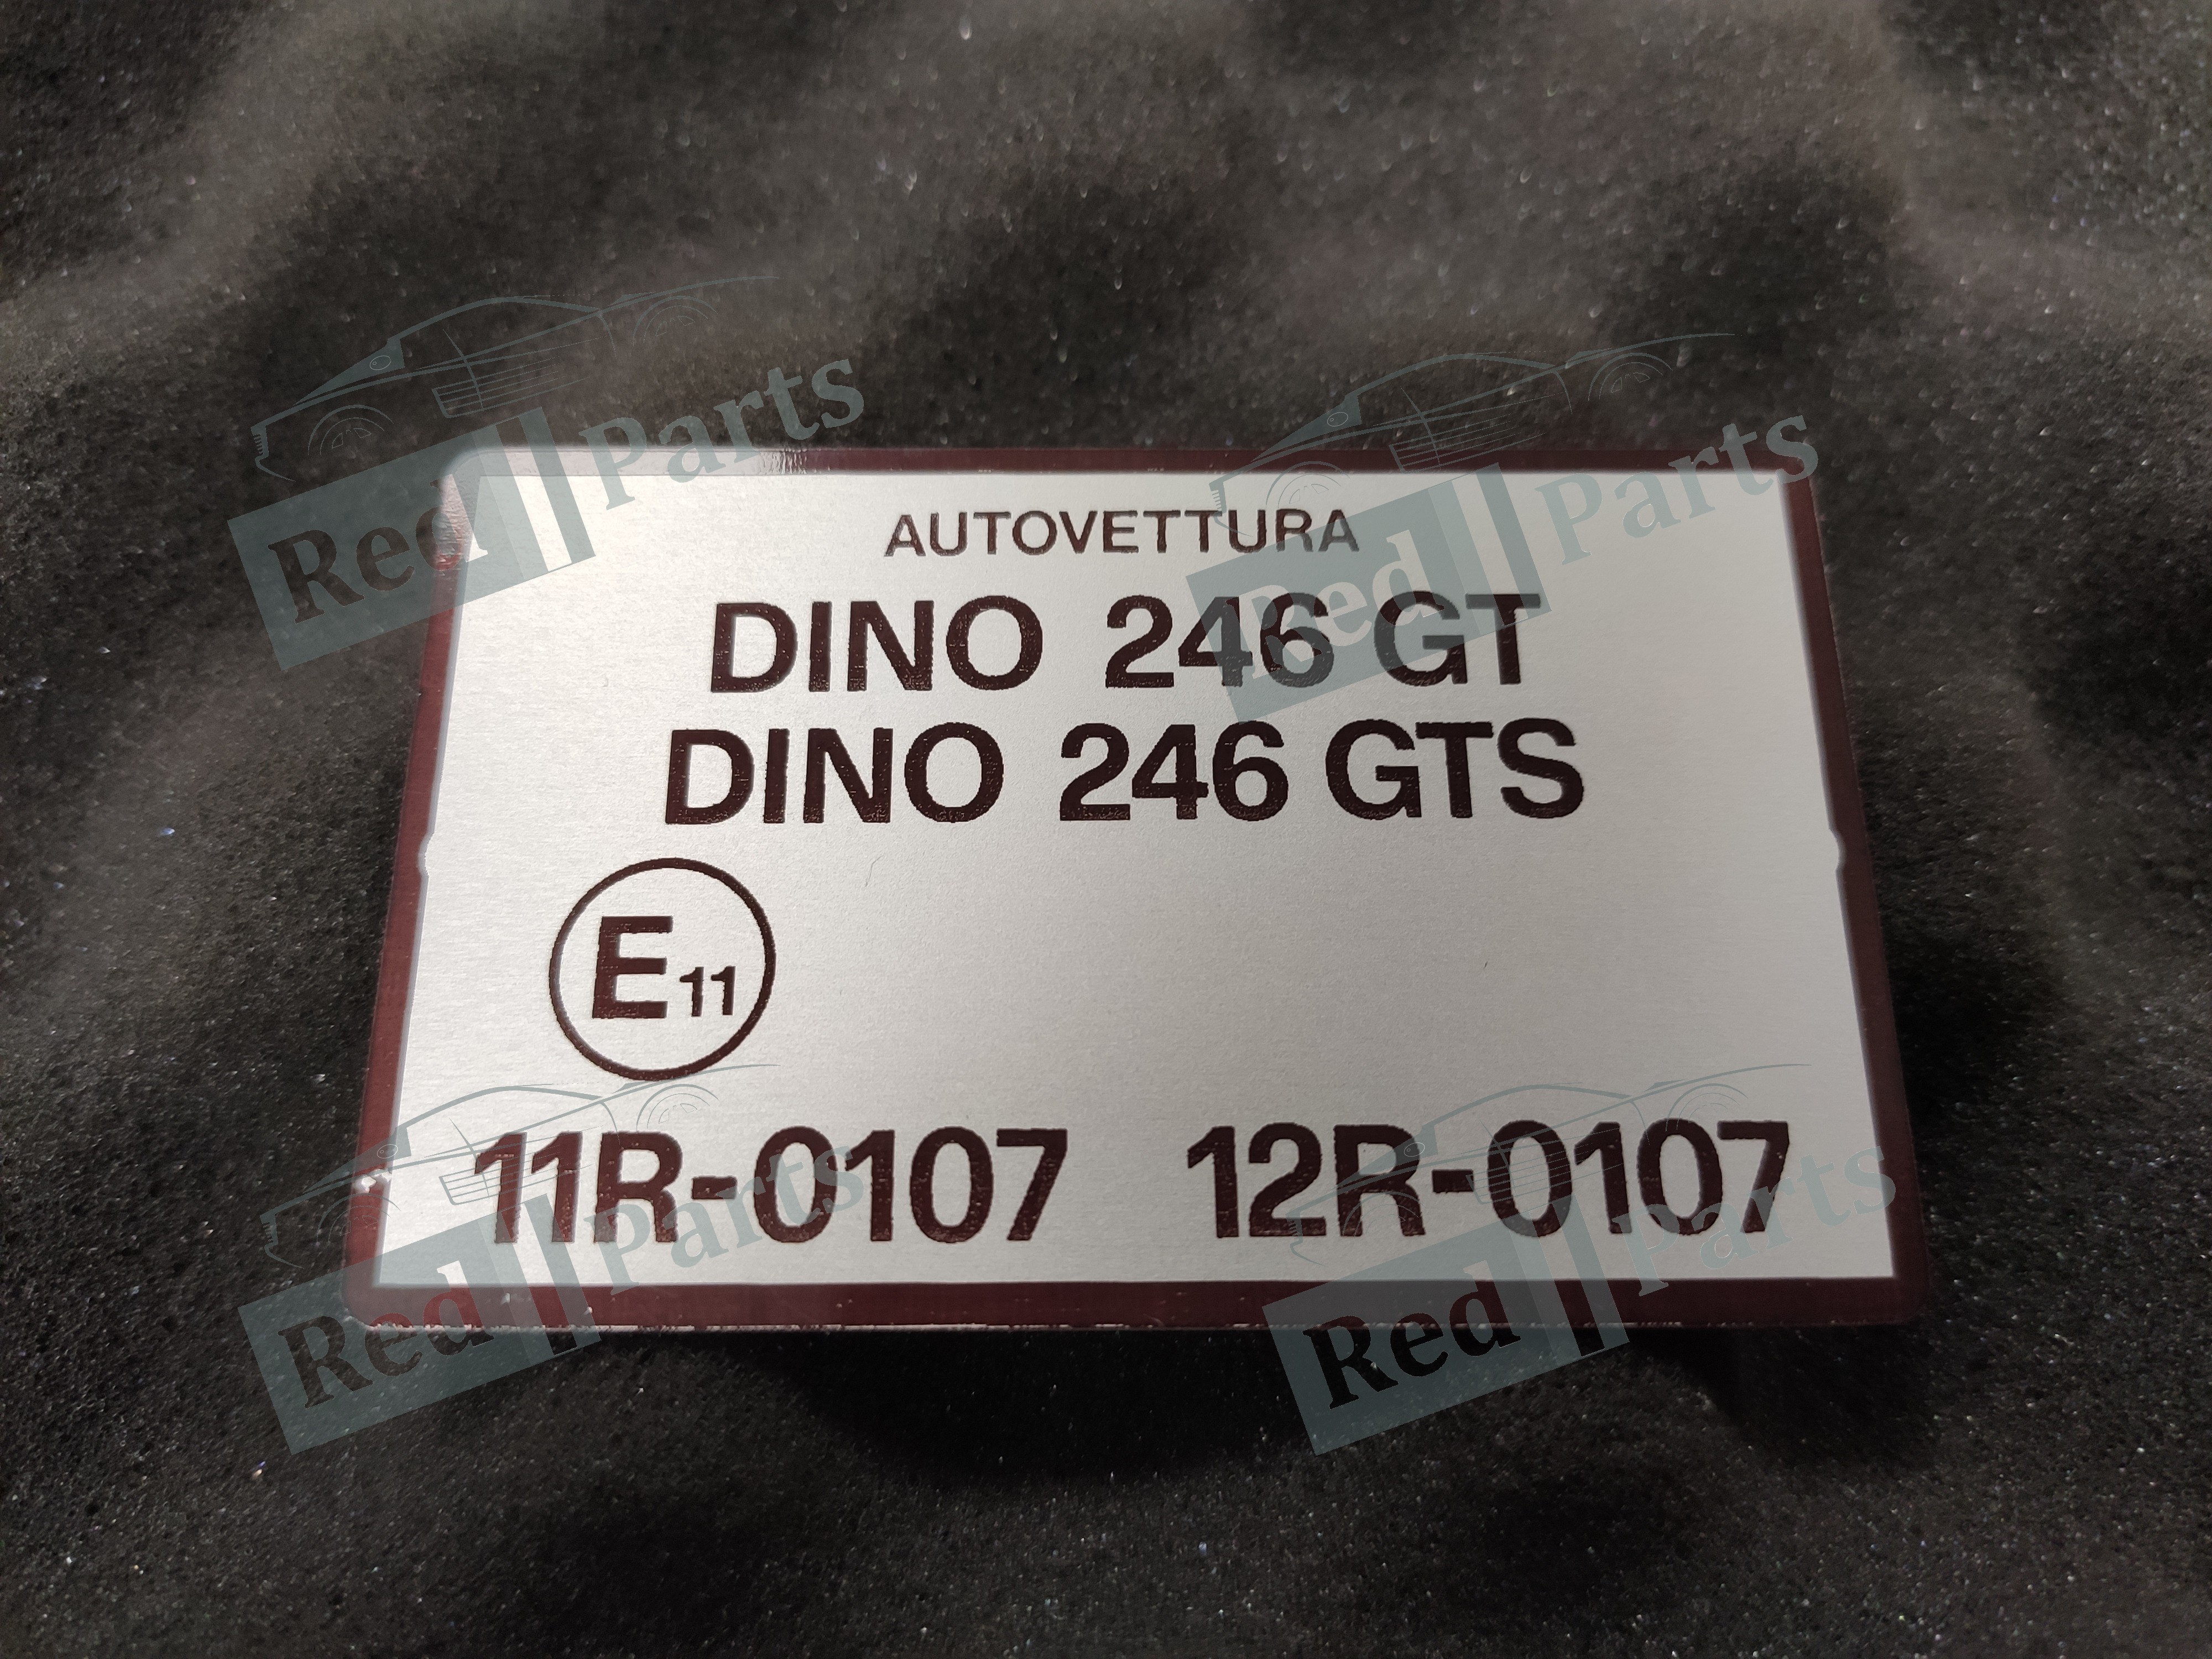 AUTOVETTURA
DINO 246 GT
DINO 246 GTS
E11
11R-0107 12R-0107
Red Parts
Red Parts
Red Parts
Red Parts